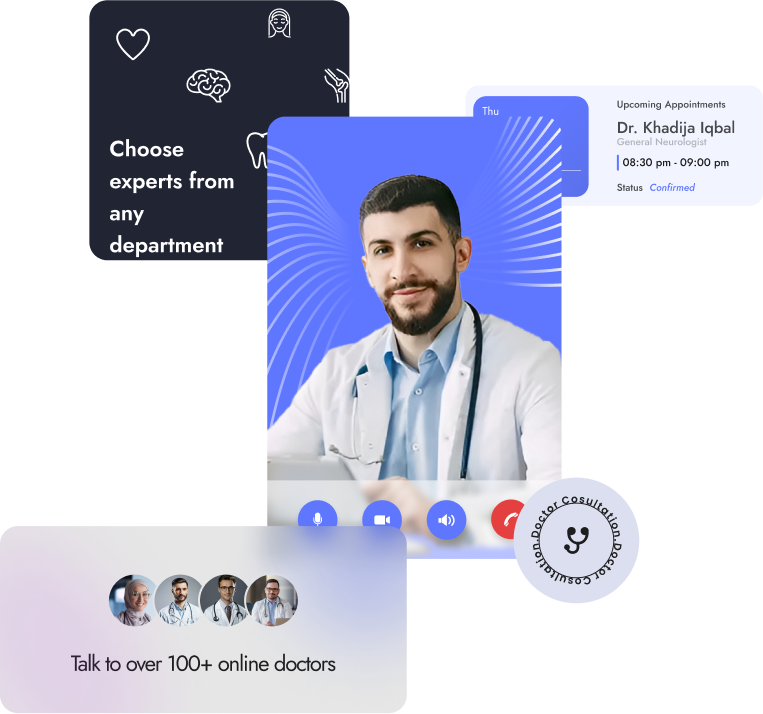 Choose
experts from
any
department
Thu
Upcoming Appointments
Dr. Khadija Iqbal
General Neurologist
08:30 pm - 09:00 pm
Status Confirmed
Doctor Cosultation.Doctor Cosultation.
Talk to over 100+ online doctors